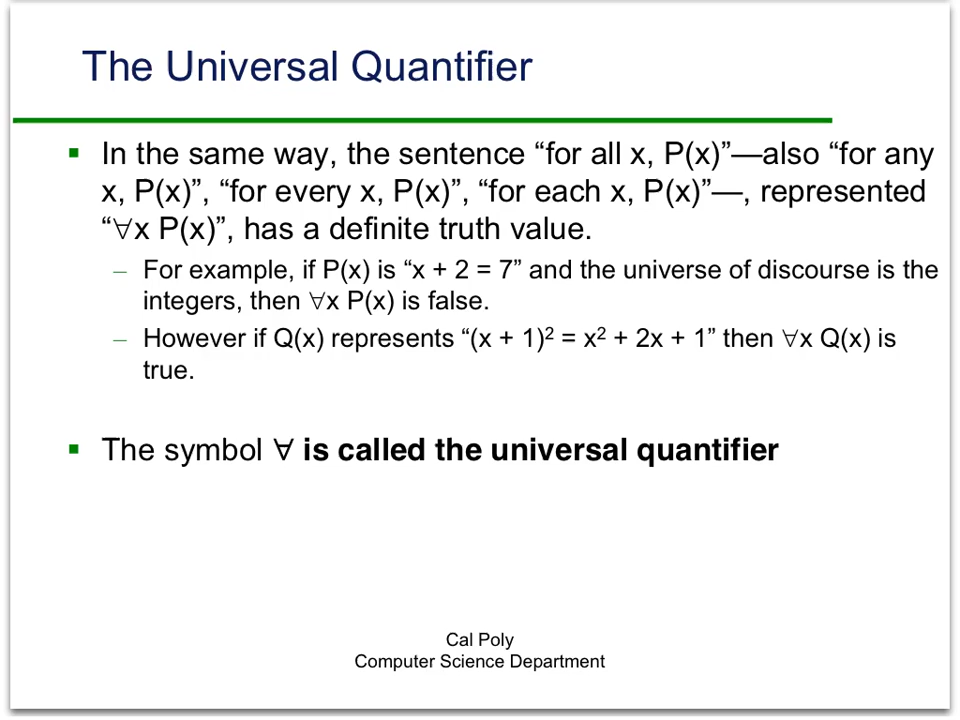 The Universal Quantifier
▪ In the same way, the sentence “for all x, P(x)”—also “for any
x, P(x)”, “for every x, P(x)”, “for each x, P(x)”—, represented
“∀x P(x)”, has a definite truth value.
– For example, if P(x) is “x + 2 = 7” and the universe of discourse is the
integers, then ∀x P(x) is false.
– However if Q(x) represents “(x + 1)² = x² + 2x + 1” then ∀x Q(x) is
true.
▪ The symbol ∀ is called the universal quantifier
Cal Poly
Computer Science Department